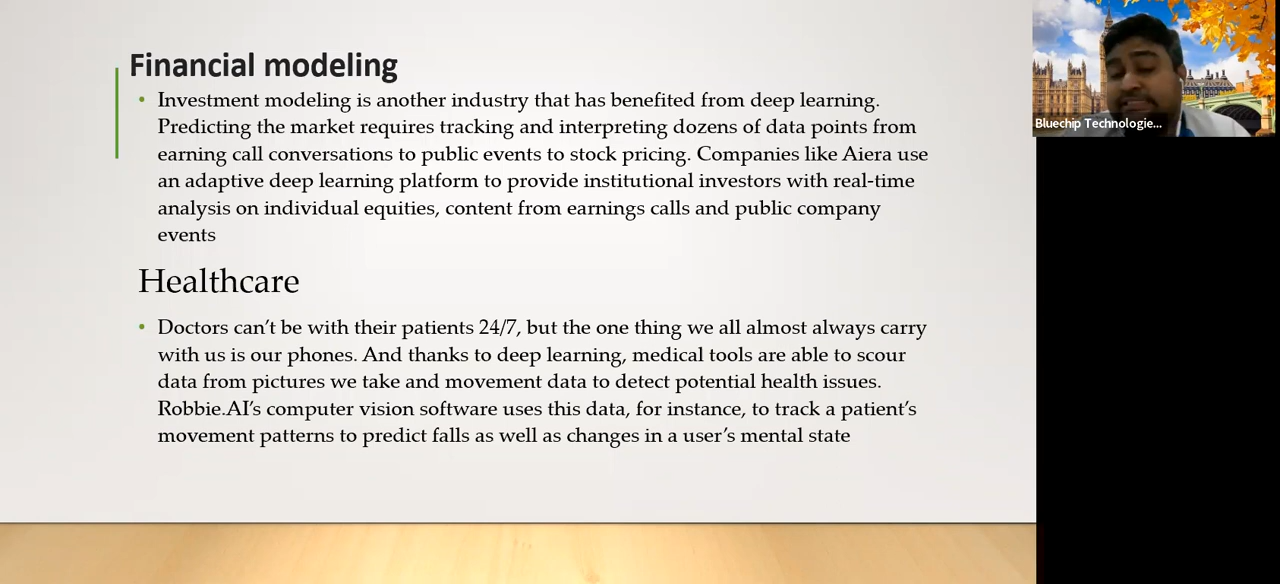 Financial modeling
• Investment modeling is another industry that has benefited from deep learning.
Predicting the market requires tracking and interpreting dozens of data points from
earning call conversations to public events to stock pricing. Companies like Aiera use
an adaptive deep learning platform to provide institutional investors with real-time
analysis on individual equities, content from earnings calls and public company
events
Healthcare
• Doctors can’t be with their patients 24/7, but the one thing we all almost always carry
with us is our phones. And thanks to deep learning, medical tools are able to scour
data from pictures we take and movement data to detect potential health issues.
Robbie.AI’s computer vision software uses this data, for instance, to track a patient’s
movement patterns to predict falls as well as changes in a user’s mental state
Bluechip Technologie...